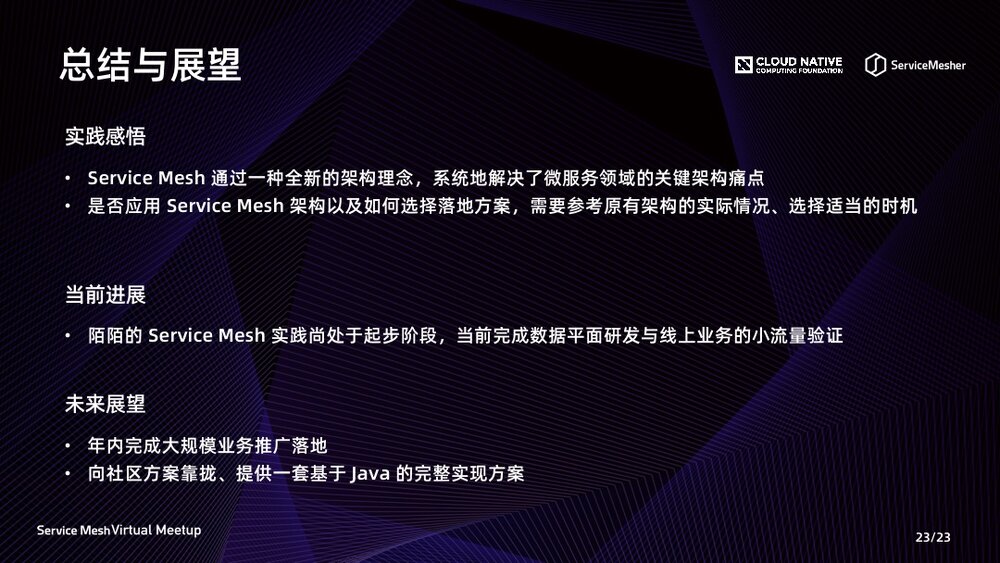 总结与展望
CLOUD NATIVE
COMPUTING FOUNDATION
ServiceMesher
实践感悟
• Service Mesh 通过一种全新的架构理念，系统地解决了微服务领域的关键架构痛点
• 是否应用 Service Mesh 架构以及如何选择落地方案，需要参考原有架构的实际情况、选择适当的时机
当前进展
• 陌陌的 Service Mesh 实践尚处于起步阶段，当前完成数据平面研发与线上业务的小流量验证
未来展望
• 年内完成大规模业务推广落地
• 向社区方案靠拢、提供一套基于 Java 的完整实现方案
Service Mesh Virtual Meetup
23/23